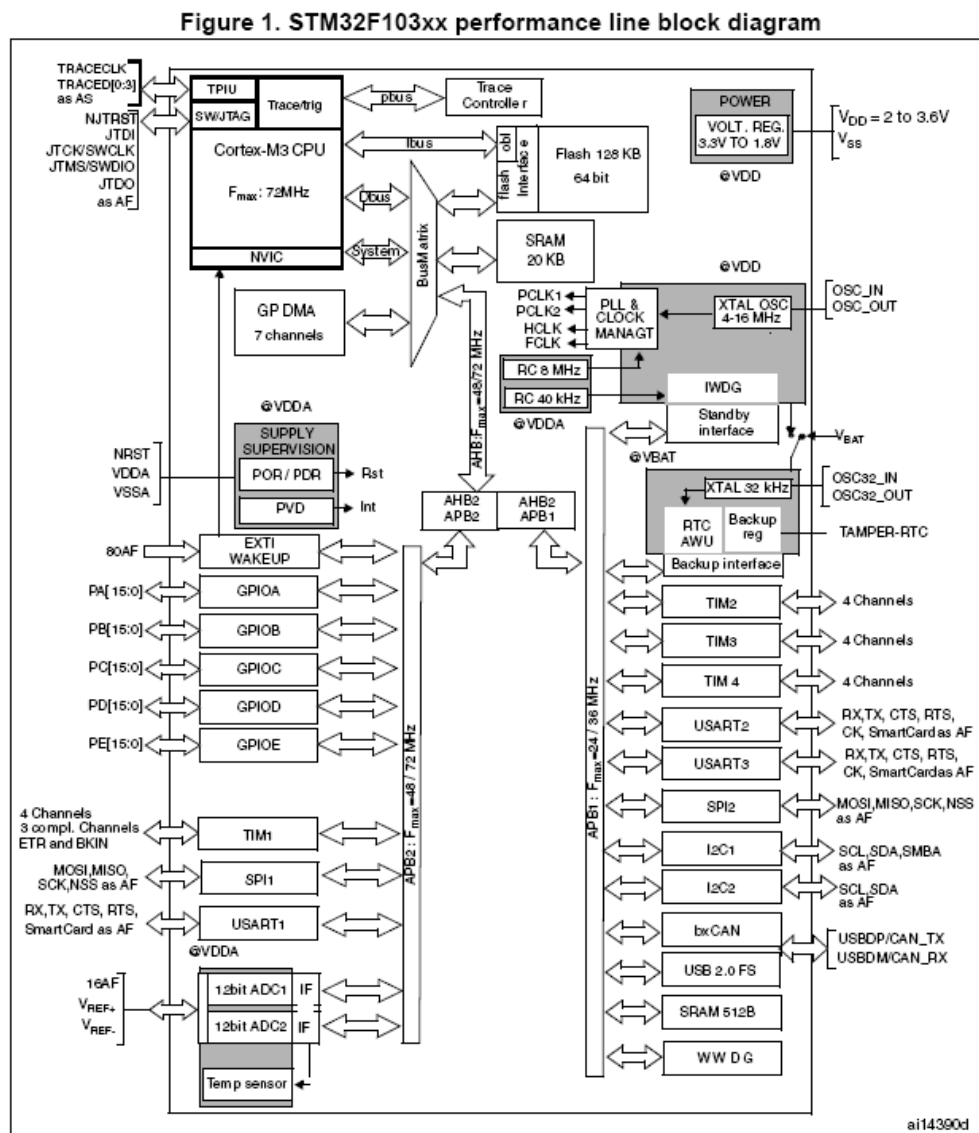 Figure 1. STM32F103xx performance line block diagram
TRACECLK
TRACED[0:3]
as AS
NJTRST
JTDI
JTCK/SWCLK
JTMS/SWDIO
JTDO
as AF
TPIU
SW/JTAG
Trace/trig
Cortex-M3 CPU
Fmax : 72MHz
NVIC
pbus
Trace
Controller
Ibus
Dbus
System
BusMatrix
flash
obl
Interface
Flash 128 KB
64 bit
SRAM
20 KB
GP DMA
7 channels
AHB:Fmax=48/72 MHz
POWER
VOLT. REG.
3.3V TO 1.8V
@VDD
VDD = 2 to 3.6V
VSS
@VDD
PCLK1
PCLK2
HCLK
FCLK
PLL &
CLOCK
MANAGT
XTAL OSC
4-16 MHz
OSC_IN
OSC_OUT
RC 8 MHz
RC 40 kHz
@VDDA
IWDG
Standby
interface
@VBAT
VBAT
XTAL 32 kHz
OSC32_IN
OSC32_OUT
RTC
AWU
Backup
reg
TAMPER-RTC
Backup interface
@VDDA
SUPPLY
SUPERVISION
NRST
VDDA
VSSA
POR / PDR
Rst
PVD
Int
AHB2
APB2
AHB2
APB1
80AF
EXTI
WAKEUP
PA[15:0]
GPIOA
PB[15:0]
GPIOB
PC[15:0]
GPIOC
PD[15:0]
GPIOD
PE[15:0]
GPIOE
4 Channels
3 compl. Channels
ETR and BKIN
TIM1
MOSI,MISO,
SCK,NSS as AF
SPI1
RX,TX, CTS, RTS,
SmartCard as AF
USART1
@VDDA
16AF
VREF+
VREF-
12bit ADC1
IF
12bit ADC2
IF
Temp sensor
APB2 : Fmax=48 / 72 MHz
APB1 : Fmax=24 / 36 MHz
TIM2
4 Channels
TIM3
4 Channels
TIM 4
4 Channels
USART2
RX,TX, CTS, RTS,
CK, SmartCard as AF
USART3
RX,TX, CTS, RTS,
CK, SmartCardas AF
SPI2
MOSI,MISO,SCK,NSS
as AF
I2C1
SCL,SDA,SMBA
as AF
I2C2
SCL,SDA
as AF
bxCAN
USBDP/CAN_TX
USBDM/CAN_RX
USB 2.0 FS
SRAM 512B
WWDG
ai14390d